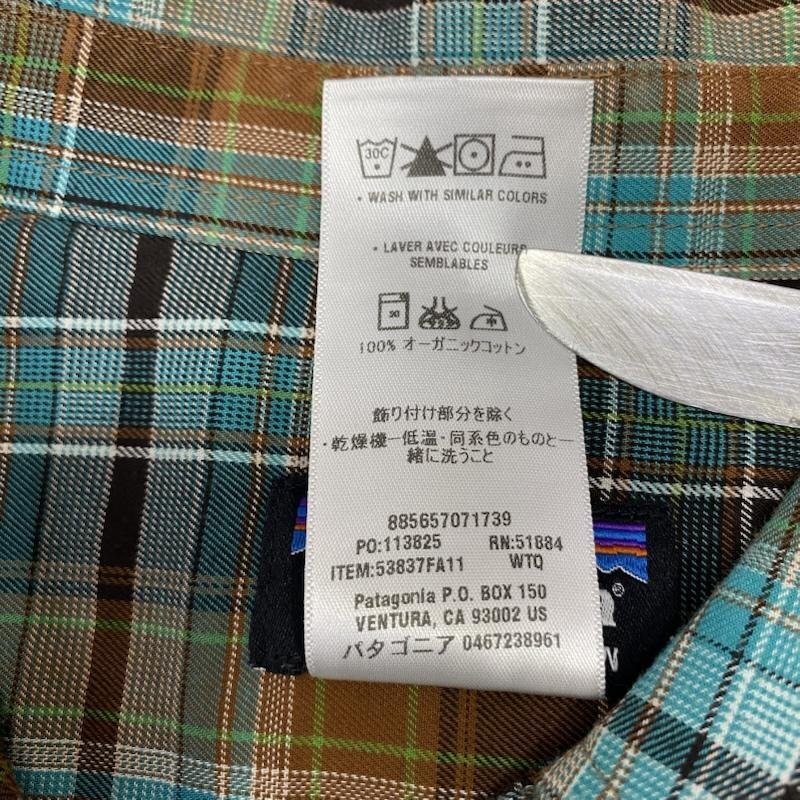 30C
• WASH WITH SIMILAR COLORS
• LAVER AVEC COULEURS
SEMBLABLES
30
100% オーガニックコットン
飾り付け部分を除く
・乾燥機ー低温・同系色のものと一
緒に洗うこと
885657071739
PO:113825 RN:51884
ITEM:53837FA11 WTQ
Patagonia P.O. BOX 150
VENTURA, CA 93002 US
パタゴニア 0467238961